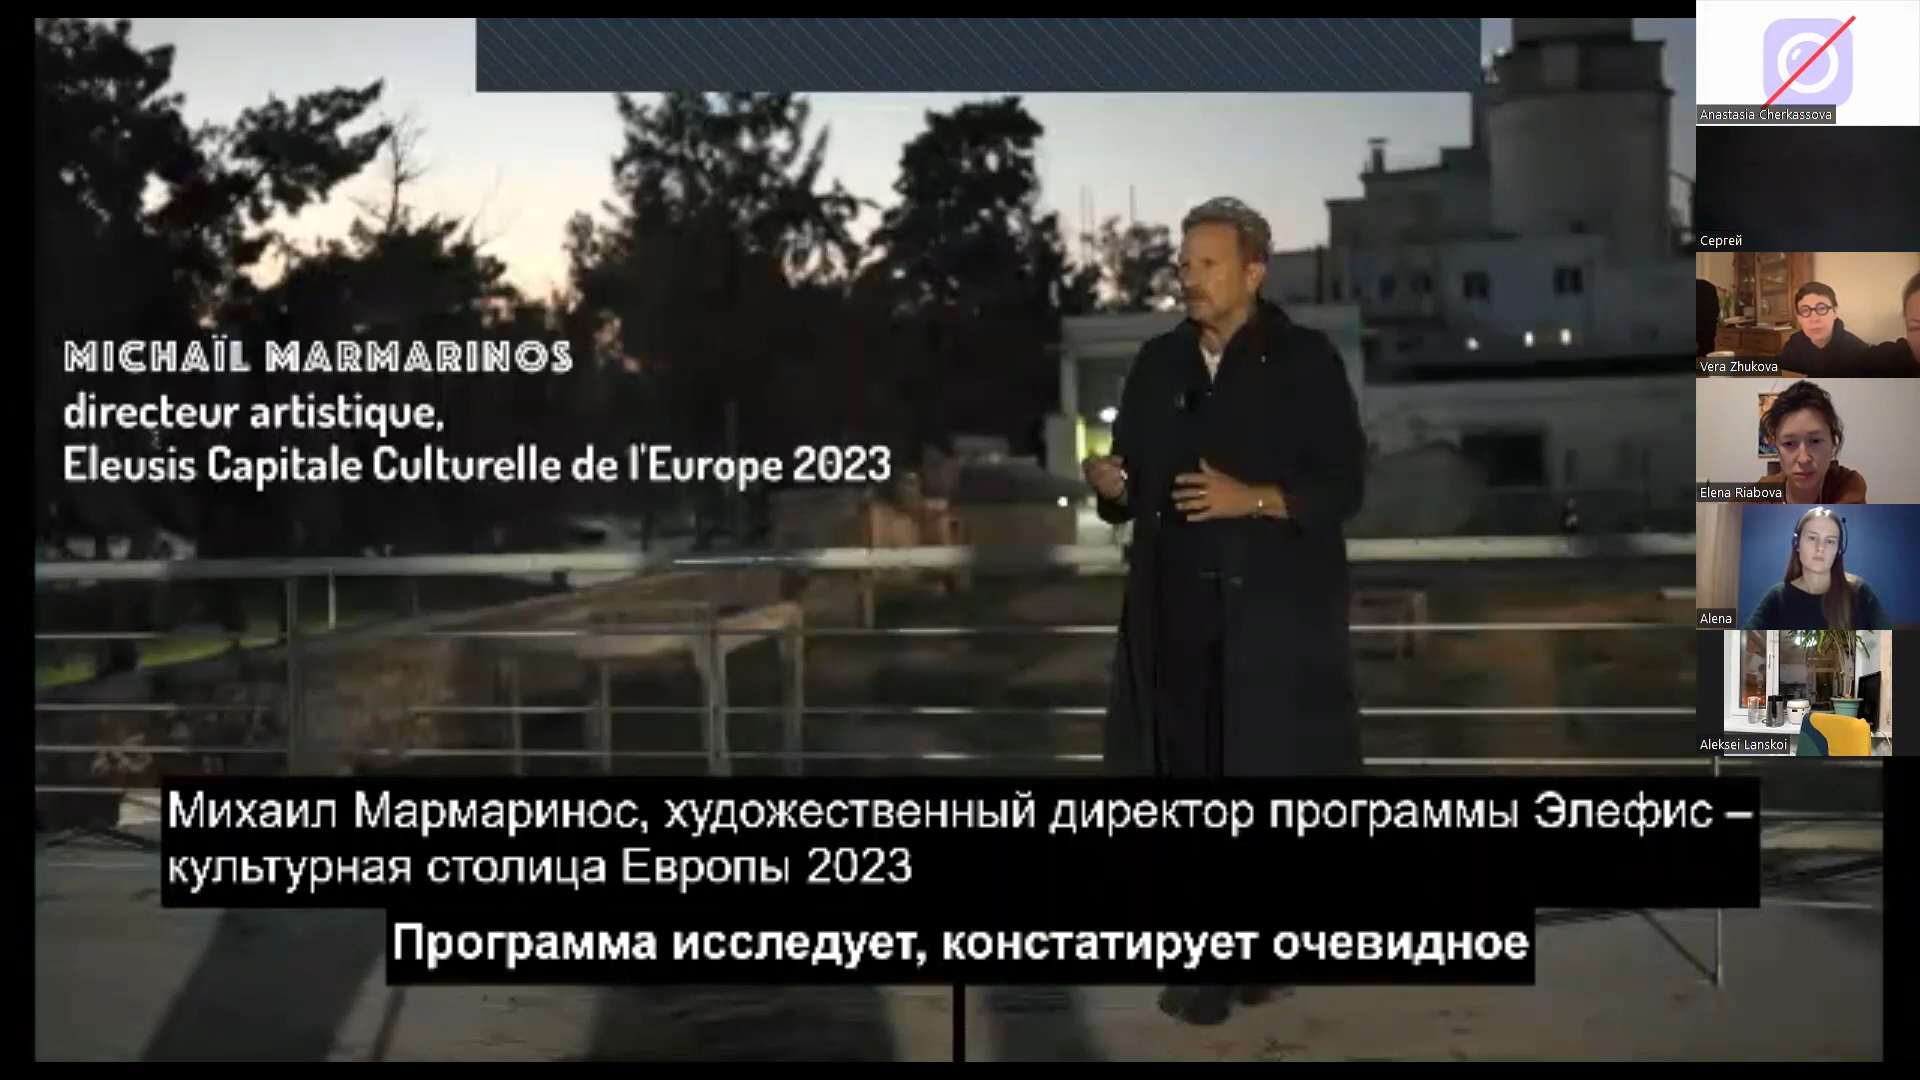 MICHAÏL MARMARINOS
directeur artistique,
Eleusis Capitale Culturelle de l'Europe 2023
Михаил Мармаринос, художественный директор программы Элефис –
культурная столица Европы 2023
Программа исследует, констатирует очевидное
Anastasia Cherkassova
Сергей
Vera Zhukova
Elena Riabova
Alena
Aleksei Lanskoi